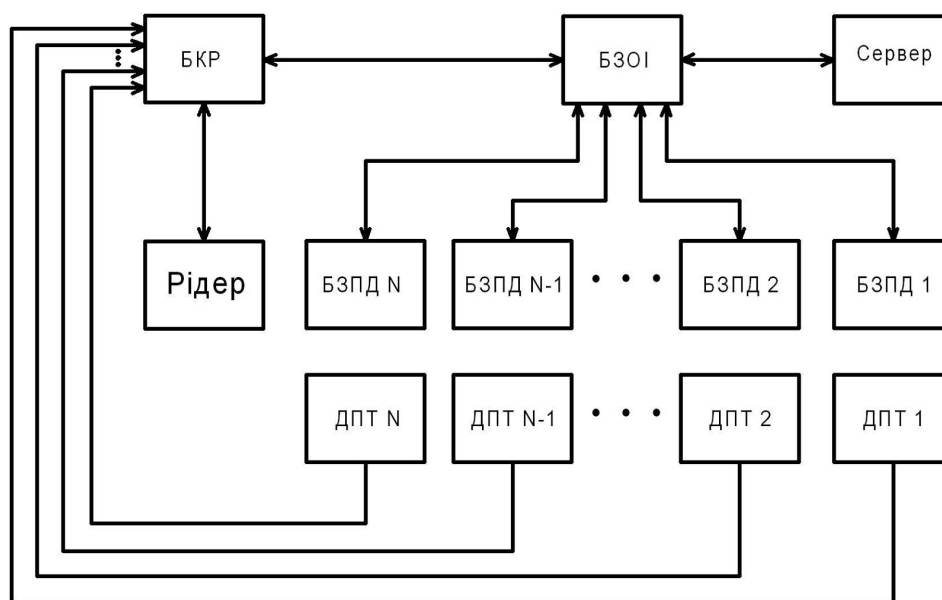 БКР
БЗОІ
Сервер
Рідер
БЗПД N
БЗПД N-1
БЗПД 2
БЗПД 1
ДПТ N
ДПТ N-1
ДПТ 2
ДПТ 1